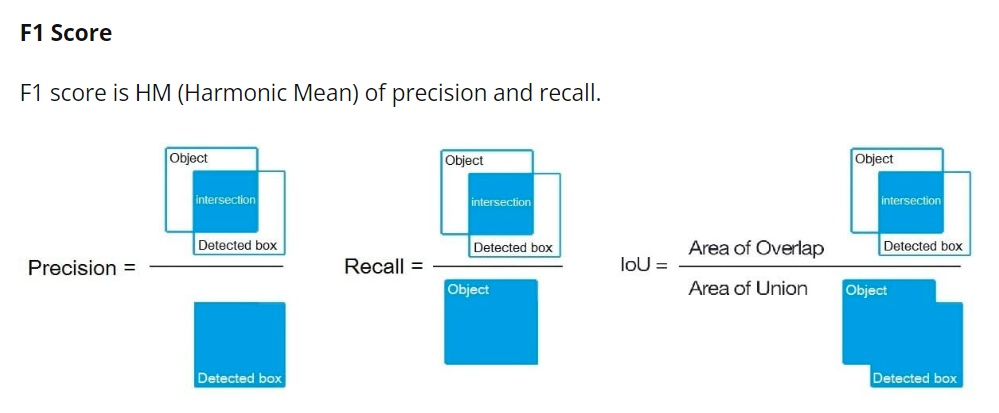 F1 Score
F1 score is HM (Harmonic Mean) of precision and recall.
Object
intersection
Detected box
Precision =
Detected box
Object
intersection
Detected box
Recall =
Object
Object
intersection
Detected box
IoU =
Area of Overlap
Area of Union
Object
Detected box